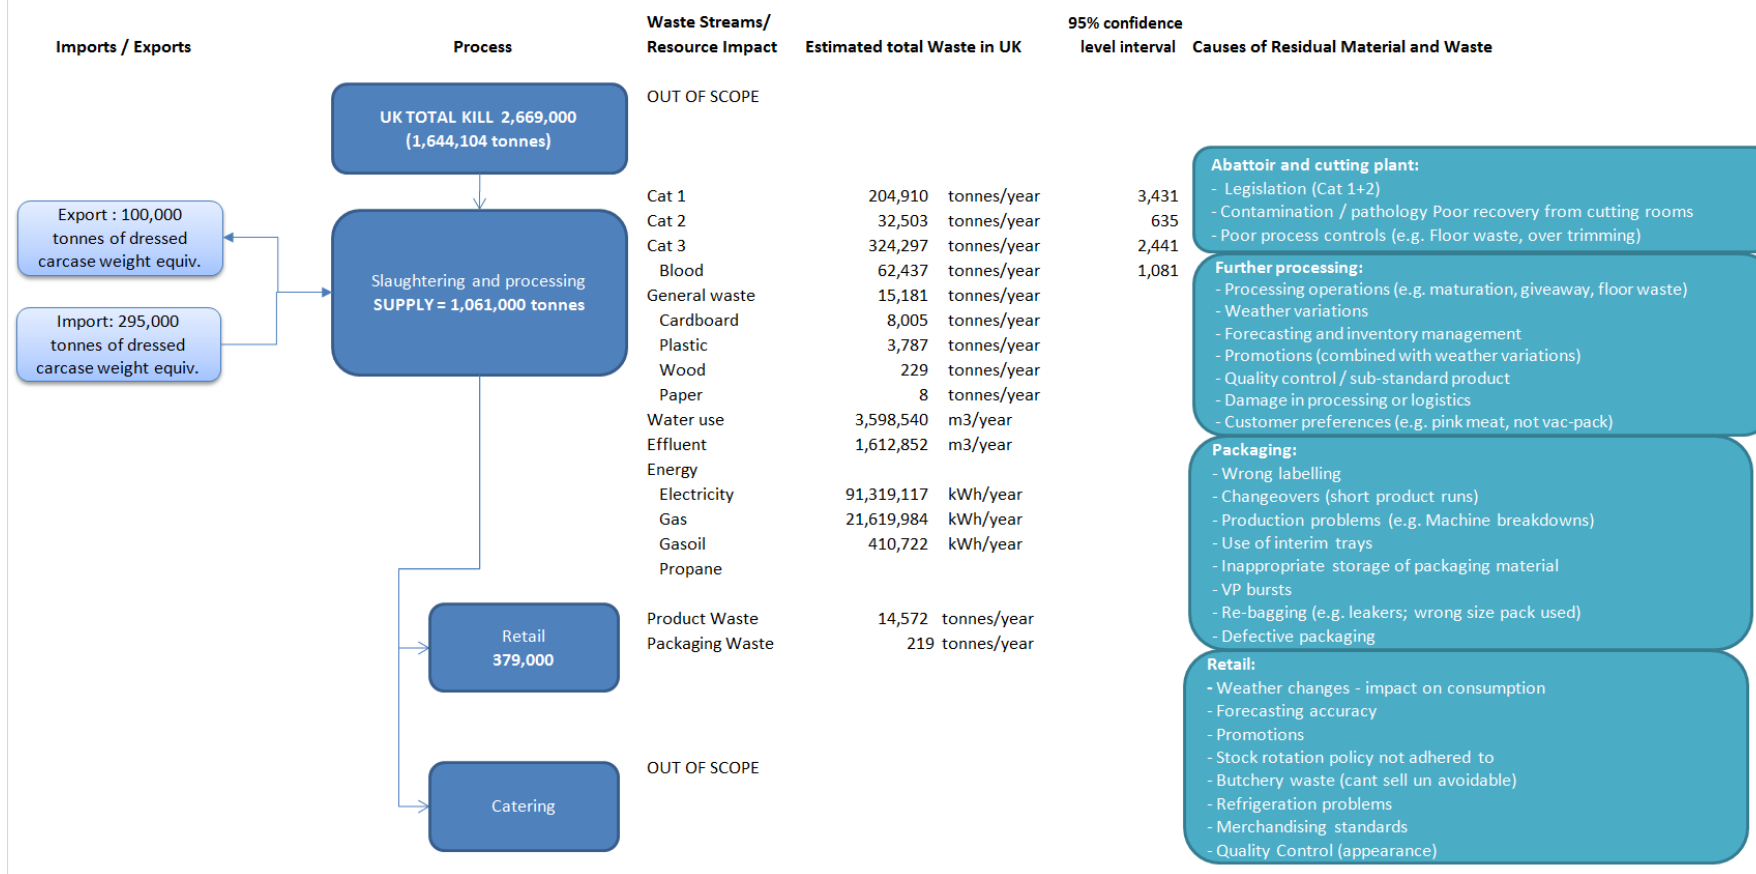 Imports / Exports
Process
Waste Streams/
Resource Impact
Estimated total Waste in UK
95% confidence
level interval
Causes of Residual Material and Waste
UK TOTAL KILL 2,669,000
(1,644,104 tonnes)
OUT OF SCOPE
Export : 100,000
tonnes of dressed
carcase weight equiv.
Import: 295,000
tonnes of dressed
carcase weight equiv.
Slaughtering and processing
SUPPLY = 1,061,000 tonnes
Cat 1 204,910 tonnes/year 3,431
Cat 2 32,503 tonnes/year 635
Cat 3 324,297 tonnes/year 2,441
Blood 62,437 tonnes/year 1,081
General waste 15,181 tonnes/year
Cardboard 8,005 tonnes/year
Plastic 3,787 tonnes/year
Wood 229 tonnes/year
Paper 8 tonnes/year
Water use 3,598,540 m3/year
Effluent 1,612,852 m3/year
Energy
Electricity 91,319,117 kWh/year
Gas 21,619,984 kWh/year
Gasoil 410,722 kWh/year
Propane
Retail
379,000
Product Waste 14,572 tonnes/year
Packaging Waste 219 tonnes/year
Catering
OUT OF SCOPE
Abattoir and cutting plant:
- Legislation (Cat 1+2)
- Contamination / pathology Poor recovery from cutting rooms
- Poor process controls (e.g. Floor waste, over trimming)
Further processing:
- Processing operations (e.g. maturation, giveaway, floor waste)
- Weather variations
- Forecasting and inventory management
- Promotions (combined with weather variations)
- Quality control / sub-standard product
- Damage in processing or logistics
- Customer preferences (e.g. pink meat, not vac-pack)
Packaging:
- Wrong labelling
- Changeovers (short product runs)
- Production problems (e.g. Machine breakdowns)
- Use of interim trays
- Inappropriate storage of packaging material
- VP bursts
- Re-bagging (e.g. leakers; wrong size pack used)
- Defective packaging
Retail:
- Weather changes - impact on consumption
- Forecasting accuracy
- Promotions
- Stock rotation policy not adhered to
- Butchery waste (cant sell un avoidable)
- Refrigeration problems
- Merchandising standards
- Quality Control (appearance)